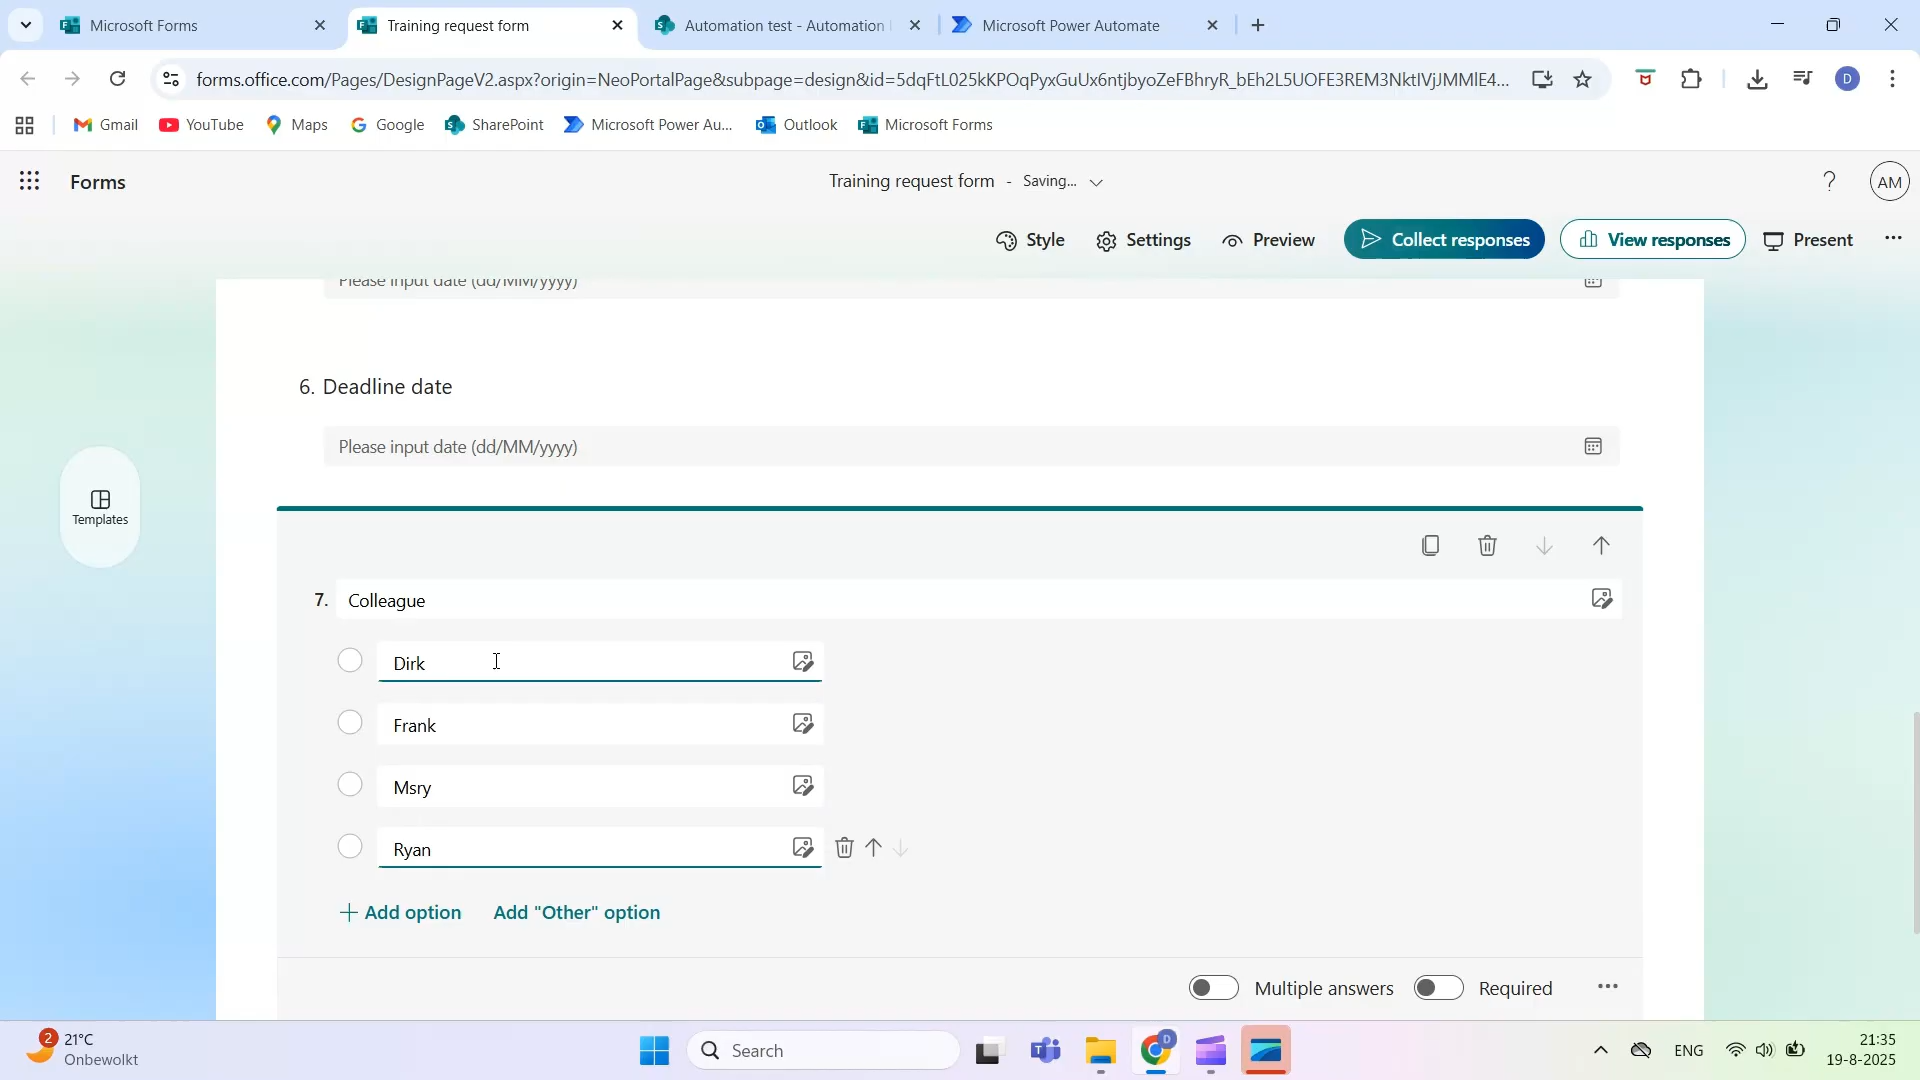 Microsoft Forms
Training request form
Automation test - Automation
Microsoft Power Automate
forms.office.com/Pages/DesignPageV2.aspx?origin=NeoPortalPage&subpage=design&id=5dqFtL025kKPOqPyxGuUx6ntjbyoZeFBhryR_bEh2L5UOFE3REM3NktlVjJMMlE4...
D
Gmail
YouTube
Maps
Google
SharePoint
Microsoft Power Au...
Outlook
Microsoft Forms
Forms
Training request form - Saving...
?
AM
Style
Settings
Preview
Collect responses
View responses
Present
Please input date (dd/MM/yyyy)
6. Deadline date
Please input date (dd/MM/yyyy)
Templates
7. Colleague
Dirk
Frank
Msry
Ryan
Add option
Add "Other" option
Multiple answers
Required
2
21°C
Onbewolkt
Search
D
ENG
21:35
19-8-2025